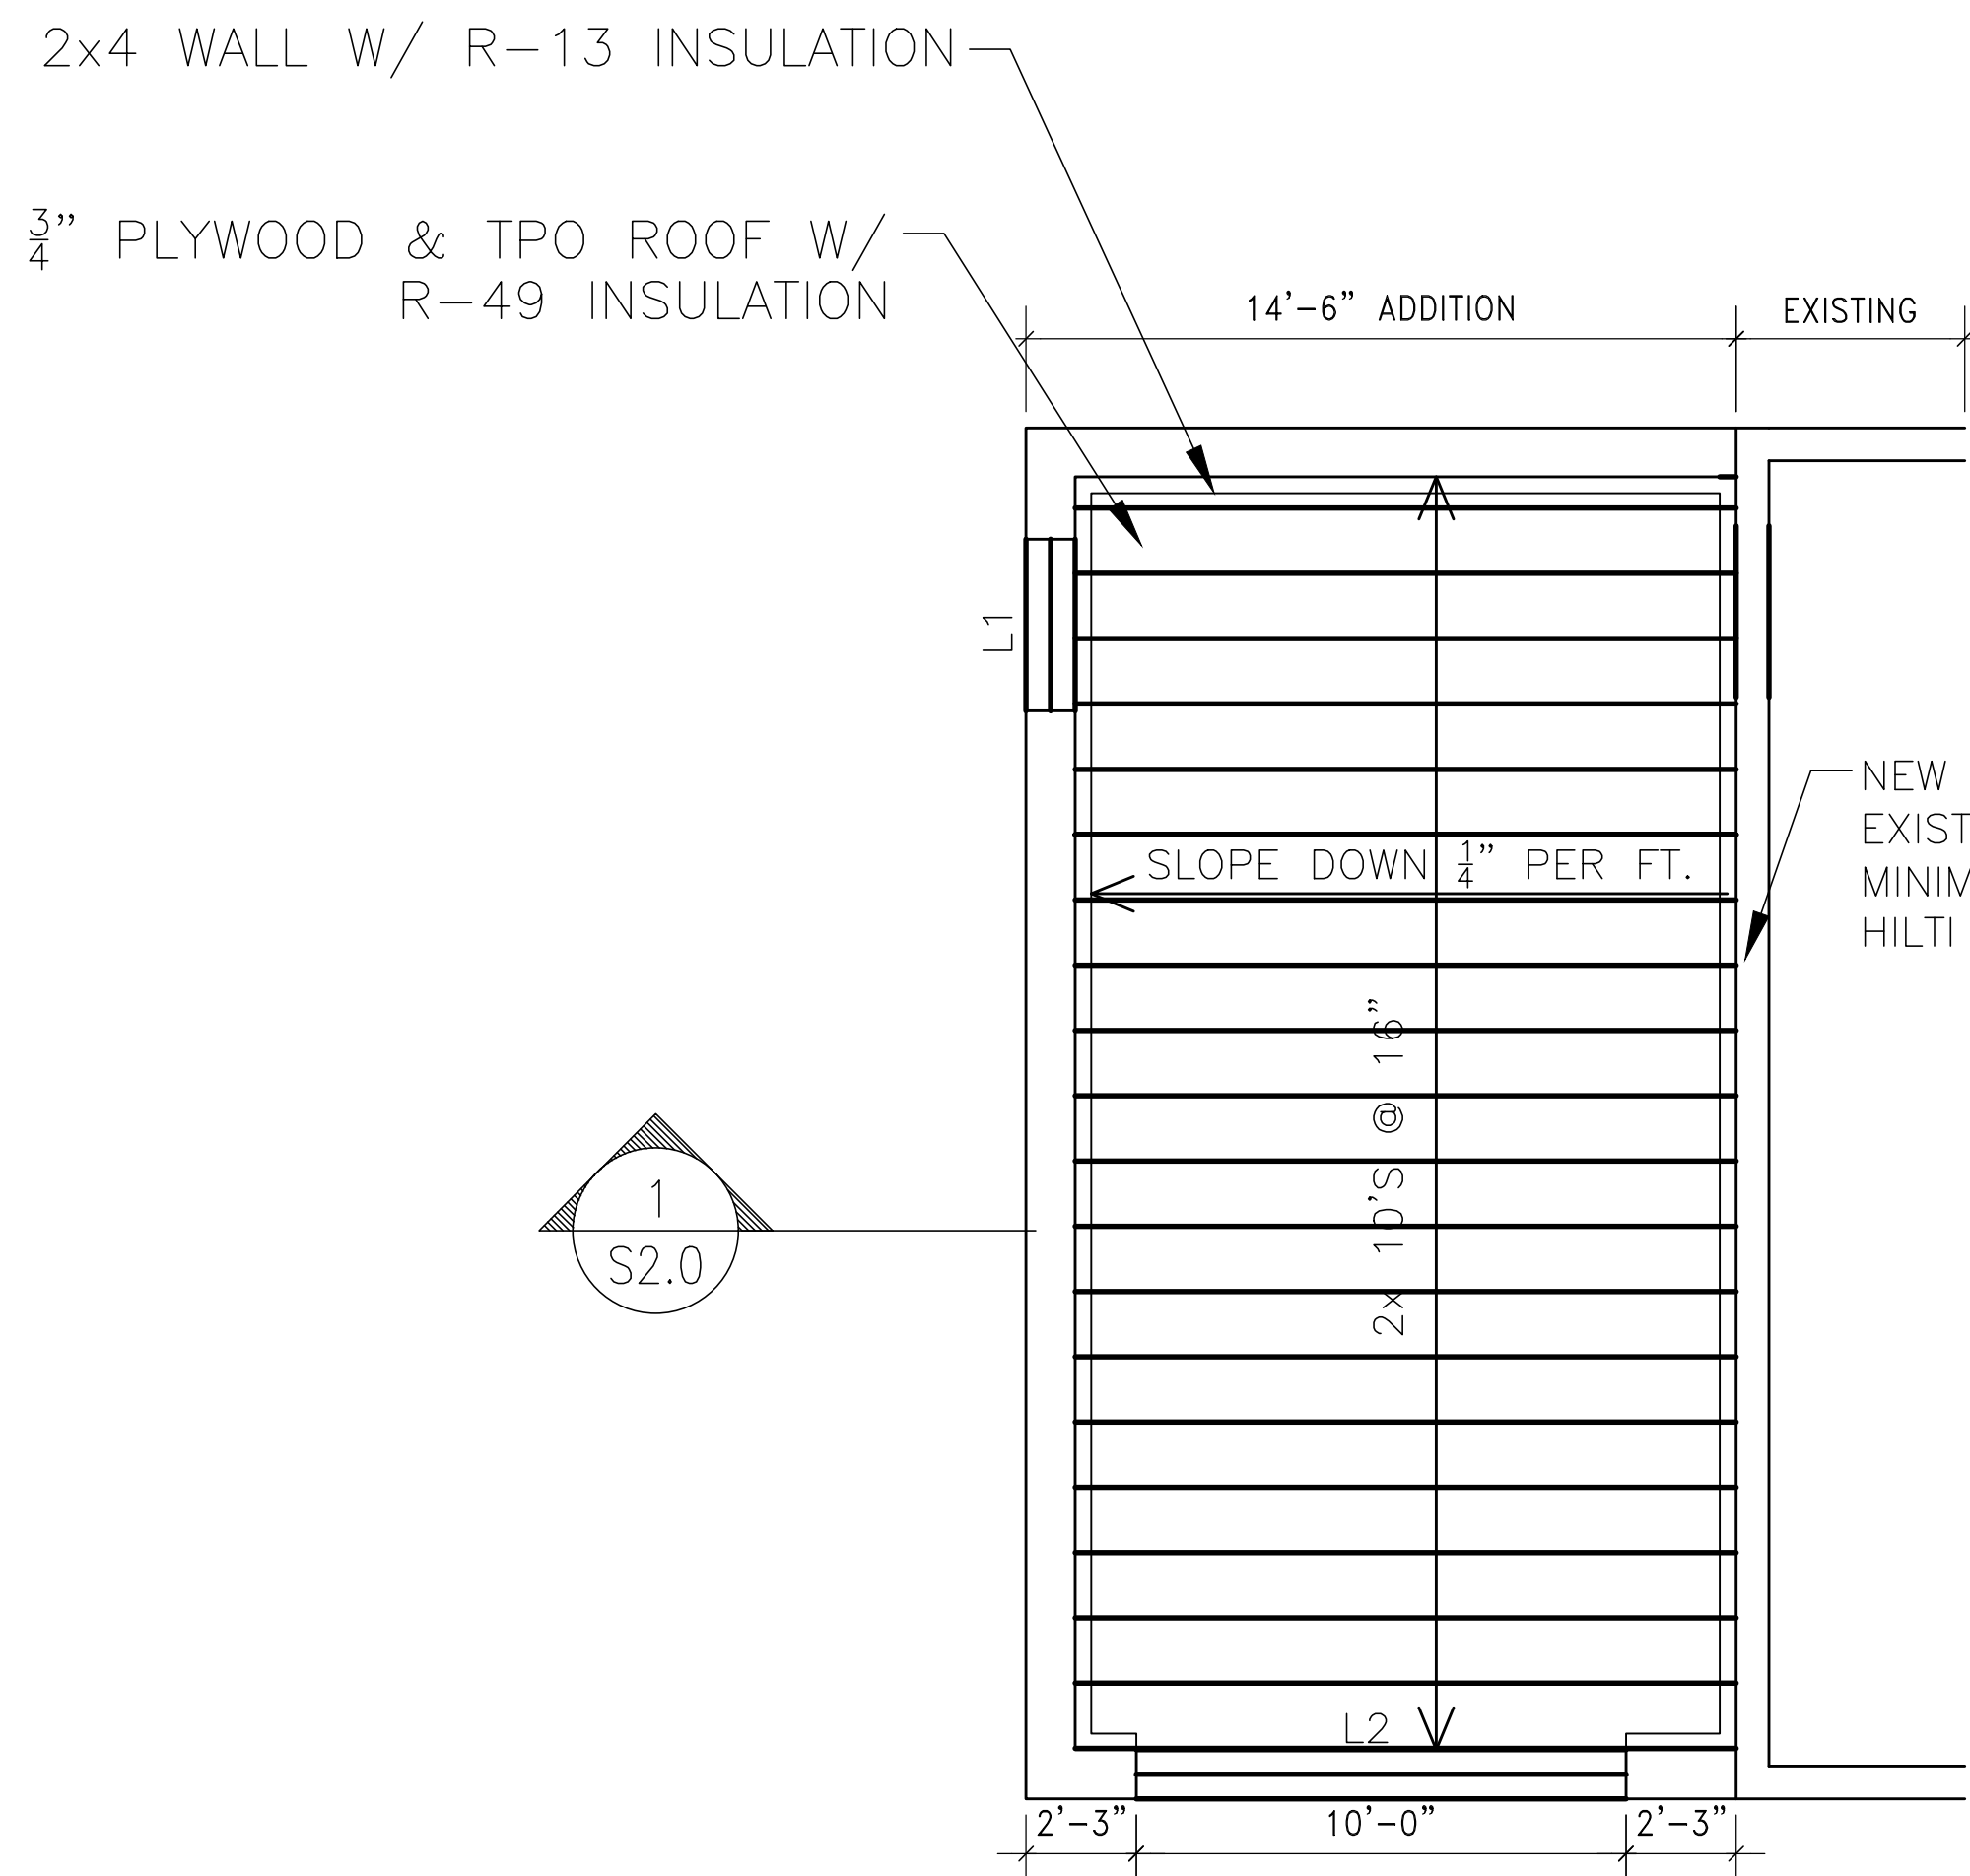 2x4 WALL W/ R-13 INSULATION
3/4" PLYWOOD & TPO ROOF W/
R-49 INSULATION
14'-6" ADDITION
EXISTING
L1
NEW
EXIST
MINIM
HILTI
SLOPE DOWN 1/4" PER FT.
2x 10'S @ 16"
1
S2.0
L2
2'-3"
10'-0"
2'-3"